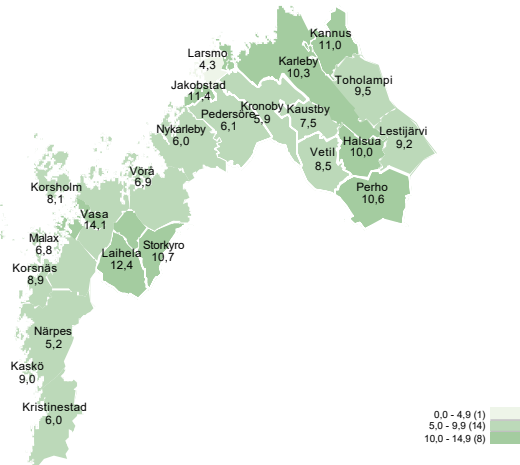 Kannus
11,0
Larsmo
4,3
Karleby
10,3
Jakobstad
11,4
Toholampi
9,5
Kronoby
5,9
Kaustby
7,5
Pedersöre
6,1
Nykarleby
6,0
Halsua
10,0
Lestijärvi
9,2
Vetil
8,5
Vörå
6,9
Korsholm
8,1
Perho
10,6
Vasa
14,1
Malax
6,8
Laihela
12,4
Storkyro
10,7
Korsnäs
8,9
Närpes
5,2
Kaskö
9,0
Kristinestad
6,0
0,0 - 4,9 (1)
5,0 - 9,9 (14)
10,0 - 14,9 (8)